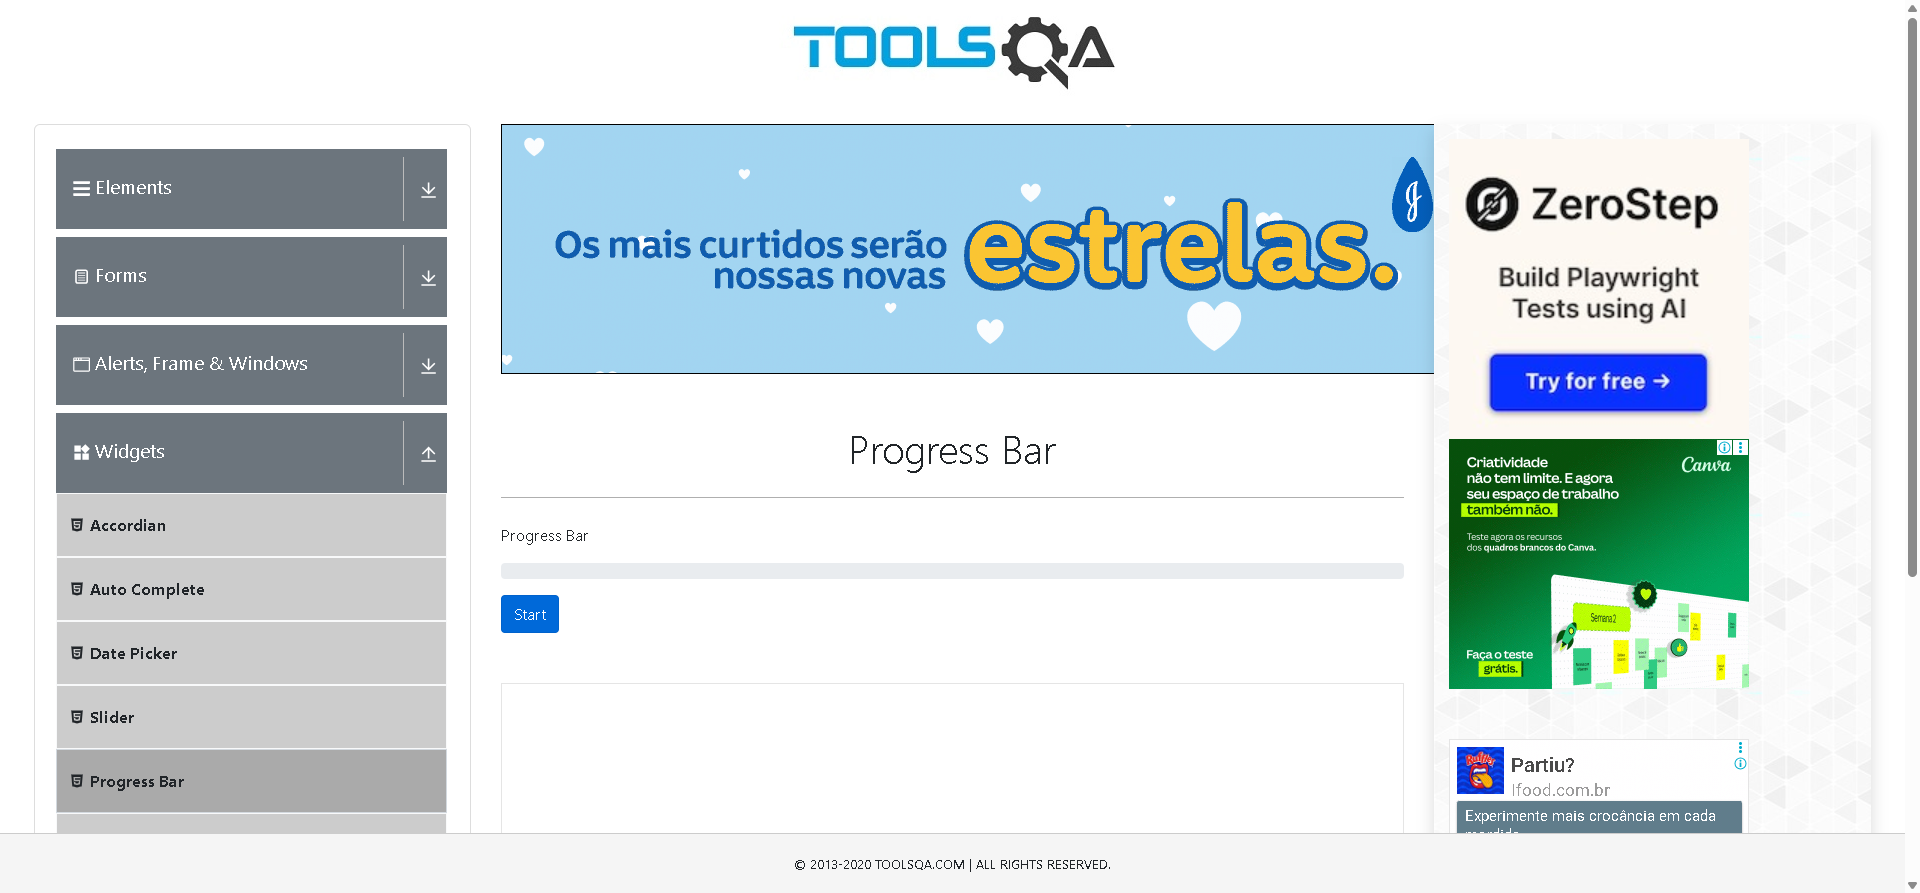 TOOLSQA
Elements
Forms
Alerts, Frame & Windows
Widgets
Accordian
Auto Complete
Date Picker
Slider
Progress Bar
Os mais curtidos serão
nossas novas
estrelas.
Progress Bar
Progress Bar
Start
ZeroStep
Build Playwright
Tests using AI
Try for free →
Criatividade
não tem limite. E agora
seu espaço de trabalho
também não.
Canva
Teste agora os recursos
dos quadros brancos do Canva.
Semana 2
Faça o teste
grátis.
Ruffles
Partiu?
Ifood.com.br
Experimente mais crocância em cada
© 2013-2020 TOOLSQA.COM | ALL RIGHTS RESERVED.